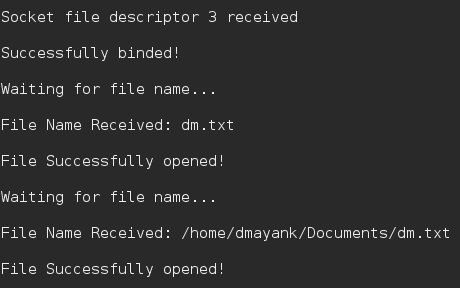 Socket file descriptor 3 received
Successfully binded!
Waiting for file name...
File Name Received: dm.txt
File Successfully opened!
Waiting for file name...
File Name Received: /home/dmayank/Documents/dm.txt
File Successfully opened!